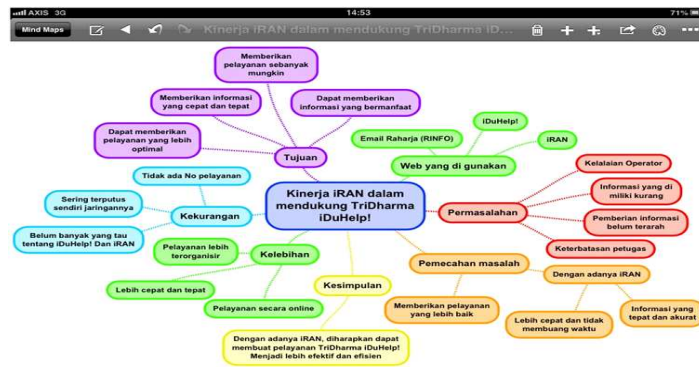 AXIS 3G
14:53
71%
Mind Maps
Kinerja iRAN dalam mendukung TriDharma iD...
Memberikan
pelayanan sebanyak
mungkin
Memberikan informasi
yang cepat dan tepat
Dapat memberikan
informasi yang bermanfaat
Dapat memberikan
pelayanan yang lebih
optimal
Tujuan
iDuHelp!
Email Raharja (RINFO)
iRAN
Web yang di gunakan
Tidak ada No pelayanan
Sering terputus
sendiri jaringannya
Kekurangan
Belum banyak yang tau
tentang iDuHelp! Dan iRAN
Kinerja iRAN dalam
mendukung TriDharma
iDuHelp!
Kelalaian Operator
Informasi yang di
miliki kurang
Permasalahan
Pemberian informasi
belum terarah
Keterbatasan petugas
Pelayanan lebih
terorganisir
Kelebihan
Lebih cepat dan tepat
Pelayanan secara online
Kesimpulan
Dengan adanya iRAN, diharapkan dapat
membuat pelayanan TriDharma iDuHelp!
Menjadi lebih efektif dan efisien
Pemecahan masalah
Memberikan pelayanan
yang lebih baik
Dengan adanya iRAN
Lebih cepat dan tidak
membuang waktu
Informasi yang
tepat dan akurat